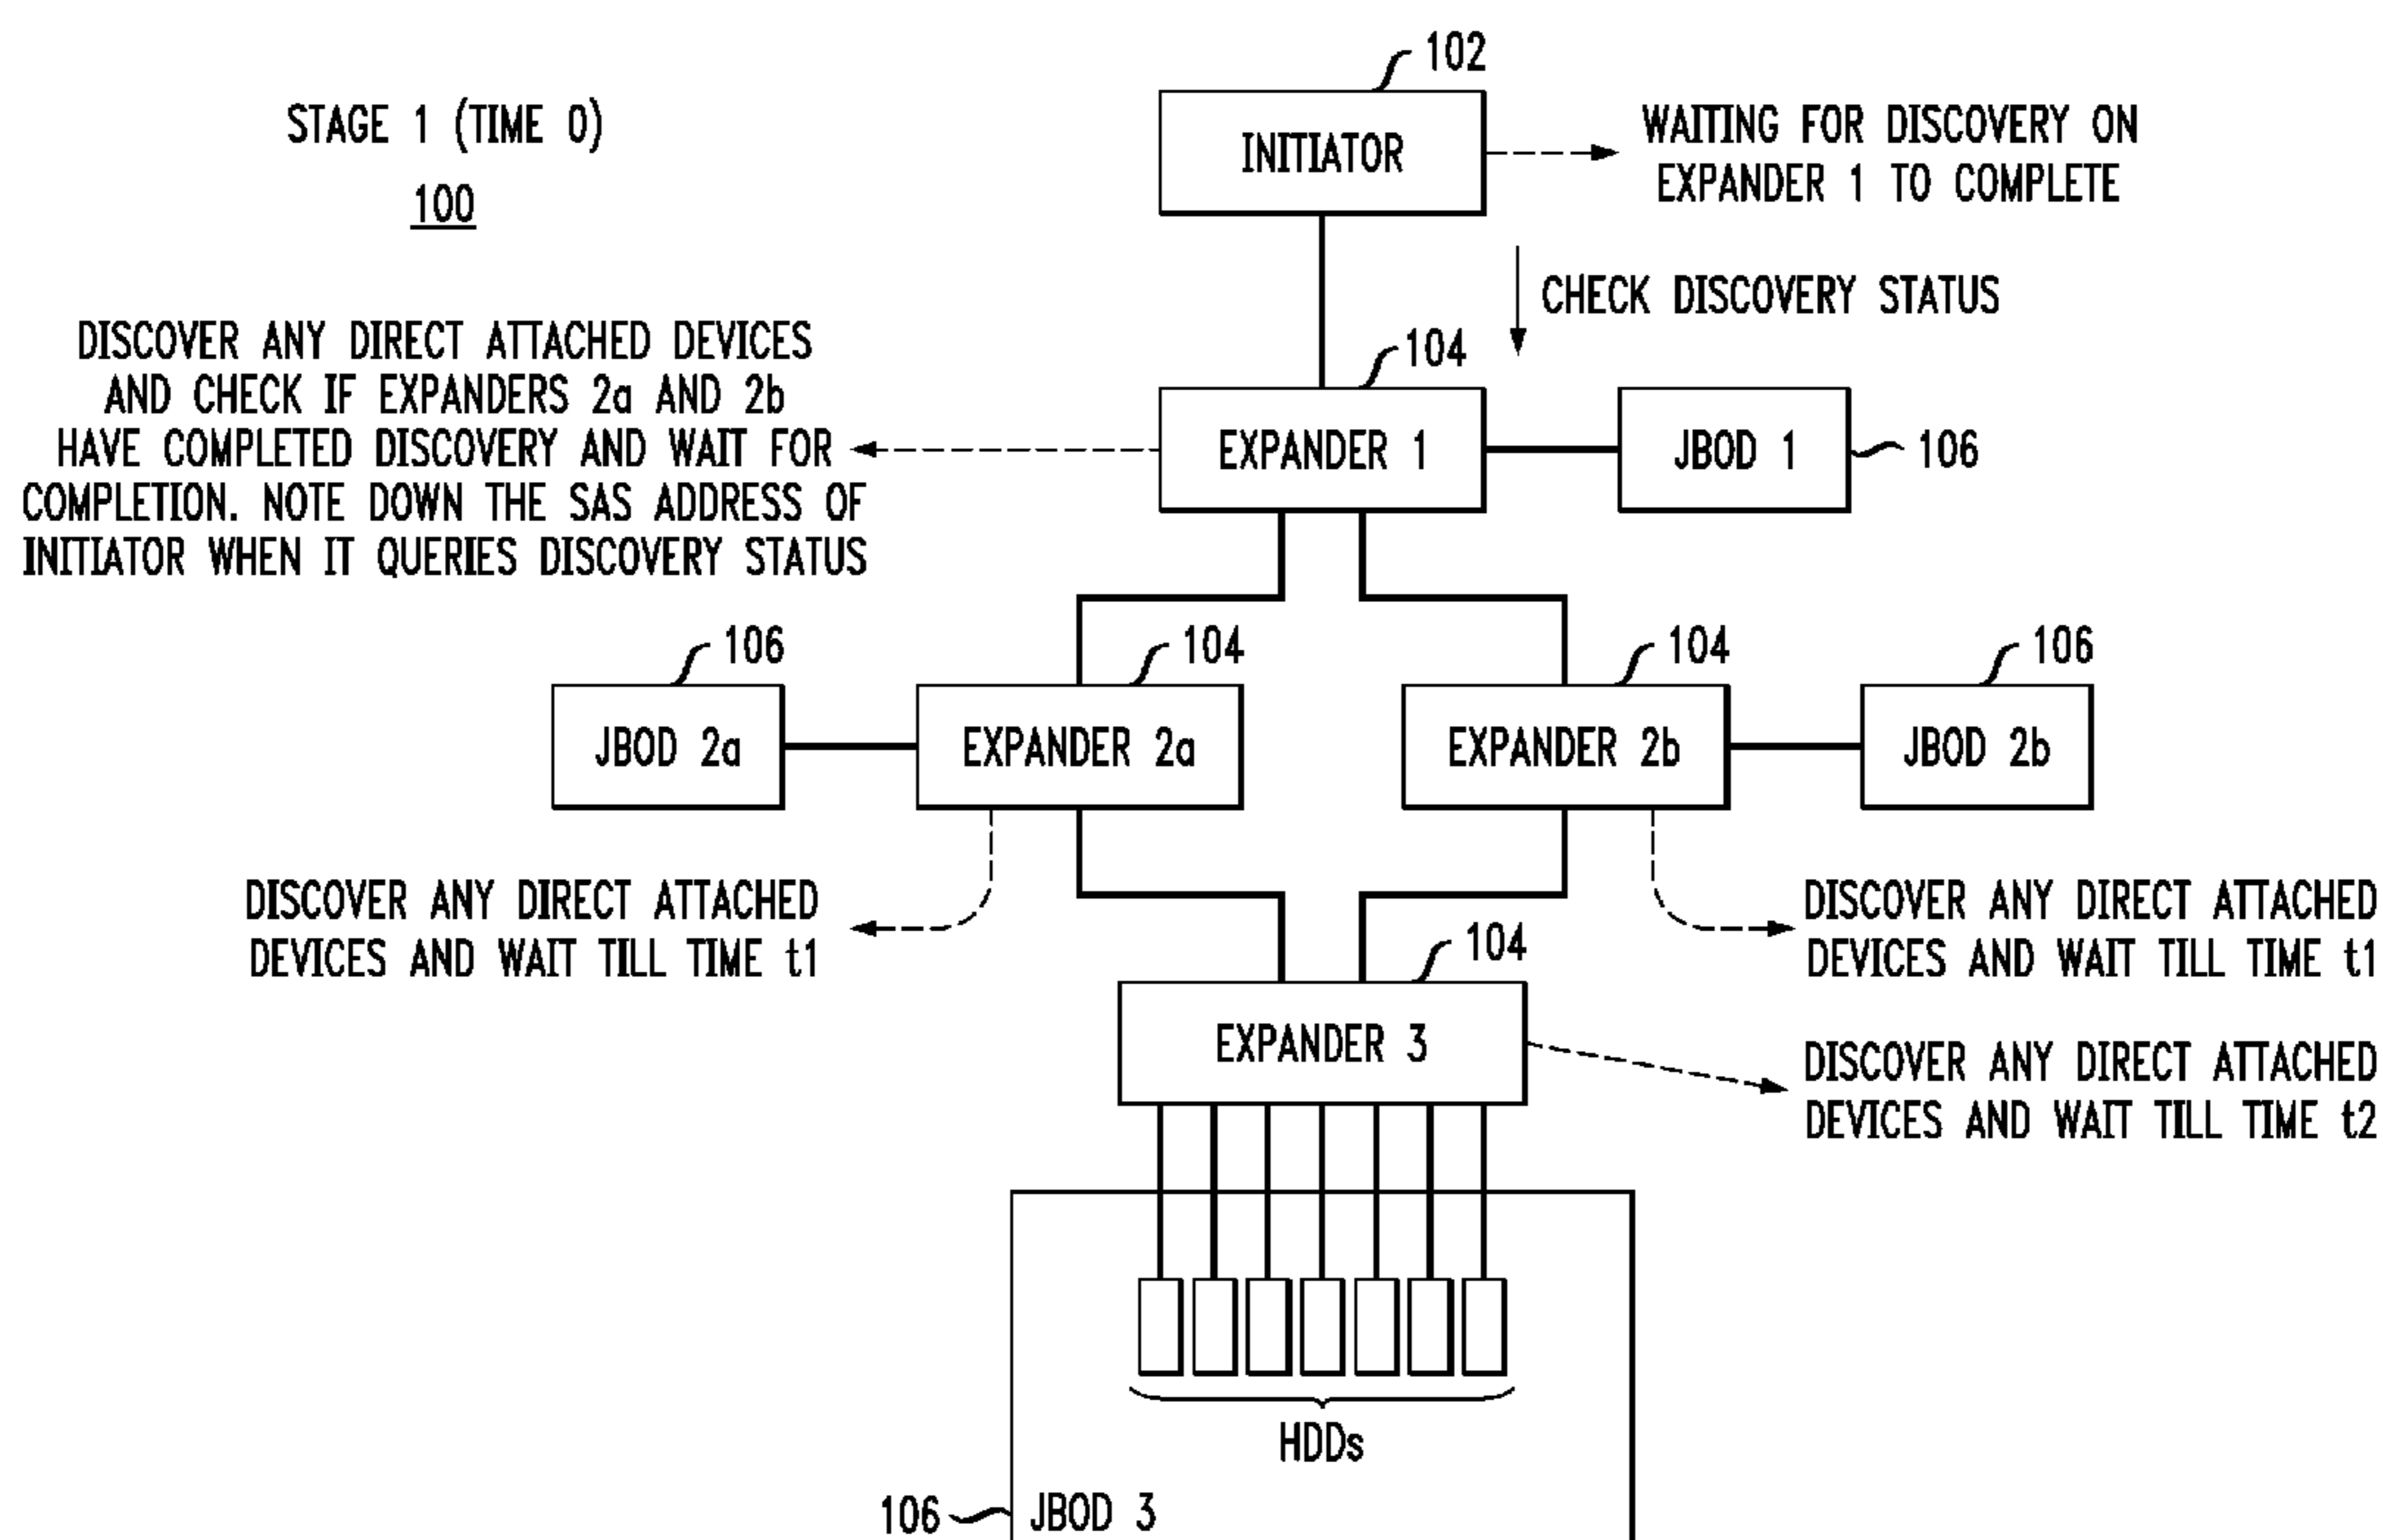 STAGE 1 (TIME 0)
100
102
INITIATOR
WAITING FOR DISCOVERY ON
EXPANDER 1 TO COMPLETE
CHECK DISCOVERY STATUS
DISCOVER ANY DIRECT ATTACHED DEVICES
AND CHECK IF EXPANDERS 2a AND 2b
HAVE COMPLETED DISCOVERY AND WAIT FOR
COMPLETION. NOTE DOWN THE SAS ADDRESS OF
INITIATOR WHEN IT QUERIES DISCOVERY STATUS
104
EXPANDER 1
JBOD 1
106
106
JBOD 2a
104
EXPANDER 2a
104
EXPANDER 2b
106
JBOD 2b
DISCOVER ANY DIRECT ATTACHED
DEVICES AND WAIT TILL TIME t1
DISCOVER ANY DIRECT ATTACHED
DEVICES AND WAIT TILL TIME t1
104
EXPANDER 3
DISCOVER ANY DIRECT ATTACHED
DEVICES AND WAIT TILL TIME t2
HDDs
106
JBOD 3